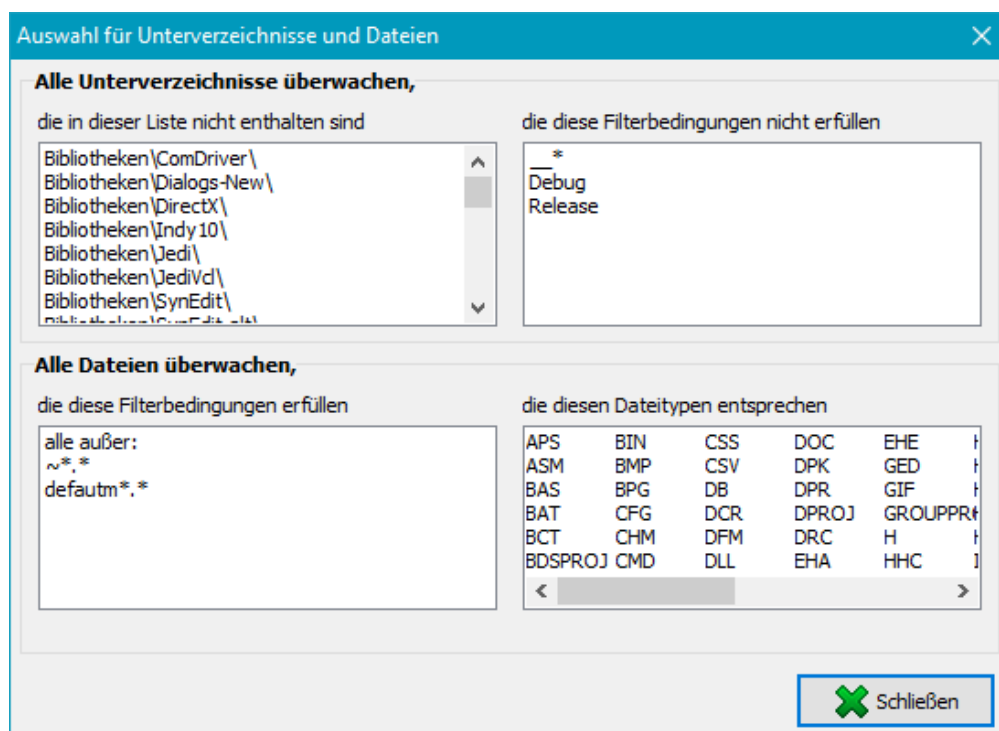 Auswahl für Unterverzeichnisse und Dateien
Alle Unterverzeichnisse überwachen,
die in dieser Liste nicht enthalten sind
Bibliotheken\ComDriver\
Bibliotheken\Dialogs-New\
Bibliotheken\DirectX\
Bibliotheken\Indy10\
Bibliotheken\Jedi\
Bibliotheken\JediVcl\
Bibliotheken\SynEdit\
Bibliotheken\SynEdit-alt\
die diese Filterbedingungen nicht erfüllen
__*
Debug
Release
Alle Dateien überwachen,
die diese Filterbedingungen erfüllen
alle außer:
~*.*
defautm*.*
die diesen Dateitypen entsprechen
APS BIN CSS DOC EHE
ASM BMP CSV DPK GED
BAS BPG DB DPR GIF
BAT CFG DCR DPROJ GROUPPR
BCT CHM DFM DRC H
BDSPROJ CMD DLL EHA HHC
Schließen